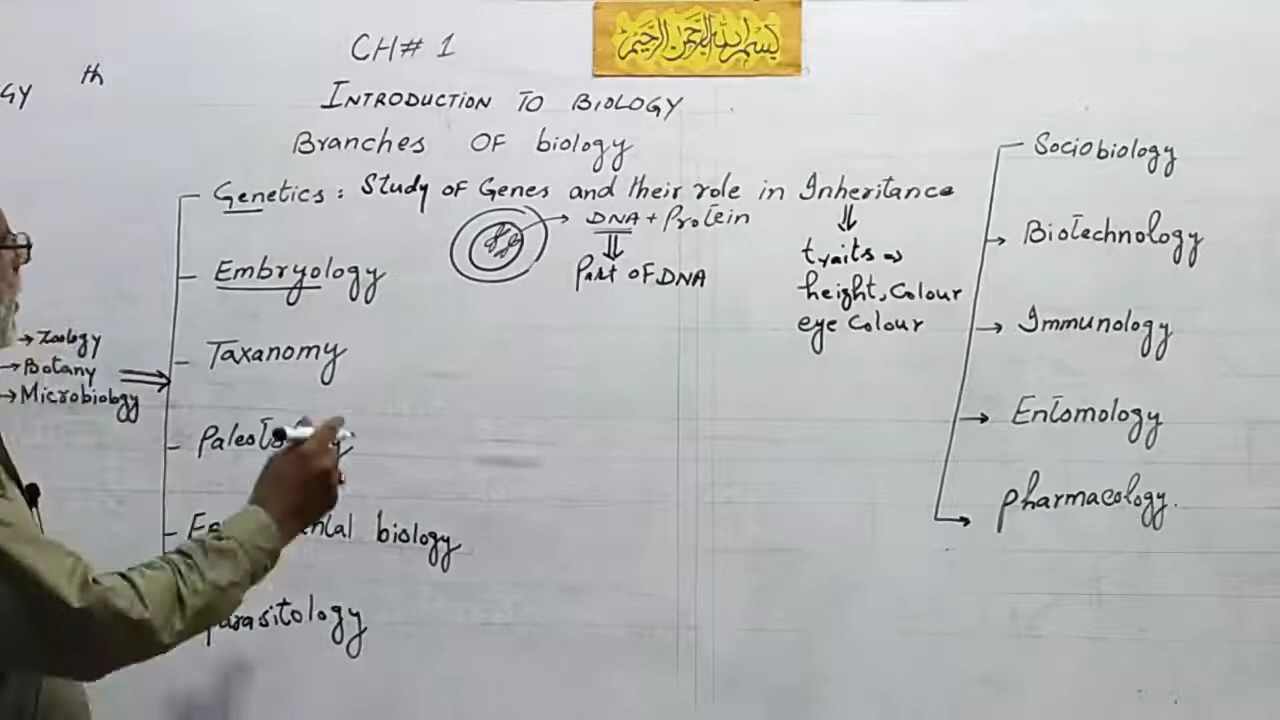 بسم الله الرحمن الرحيم
CH# 1
GY th
INTRODUCTION TO BIOLOGY
Branches OF biology
Genetics: Study of Genes and their role in Inheritance
DNA + Protein
Part of DNA
traits
height, Colour
eye Colour
Embryology
Taxanomy
biology
parasitology
→ Zoology
→ Botany
→ Microbiology
Sociobiology
Biotechnology
Immunology
Entomology
pharmacology.